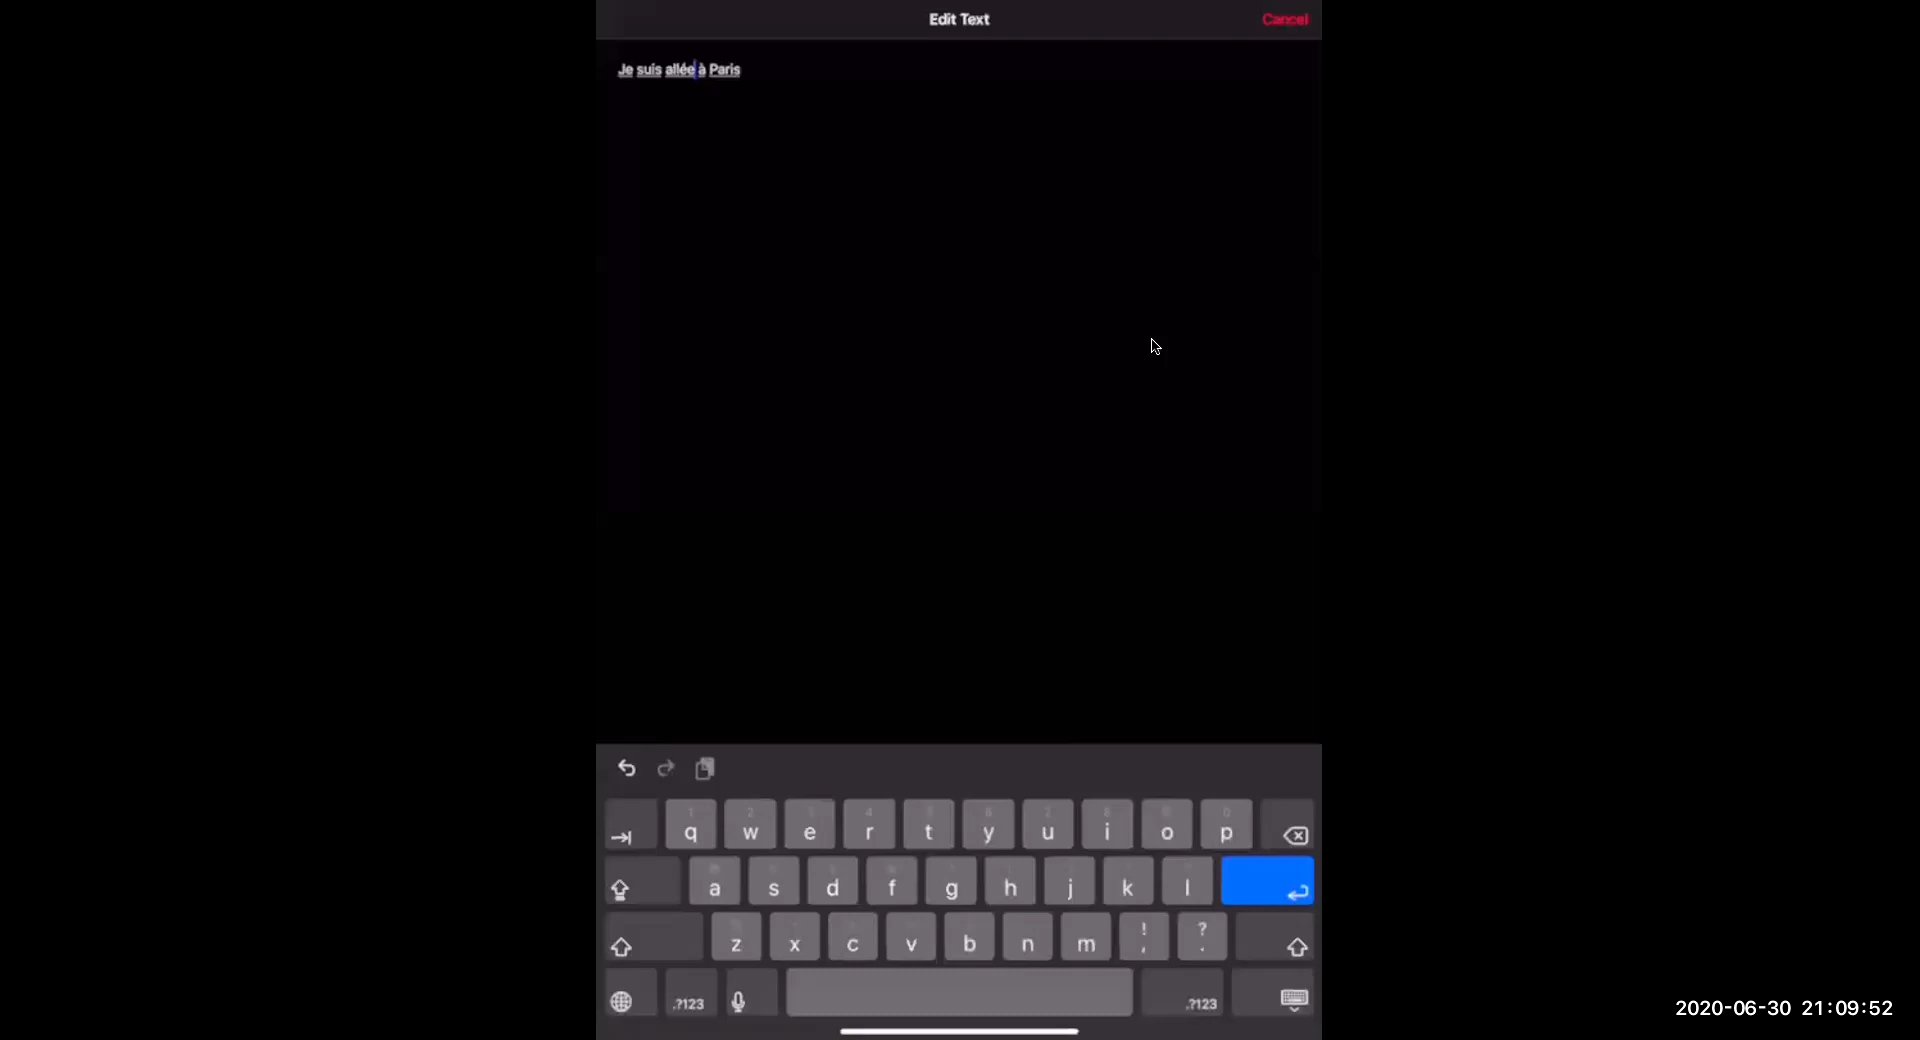 Edit Text
Cancel
Je suis allée à Paris
q w e r t y u i o p
a s d f g h j k l
z x c v b n m ! , ? .
.?123 .?123
2020-06-30 21:09:52